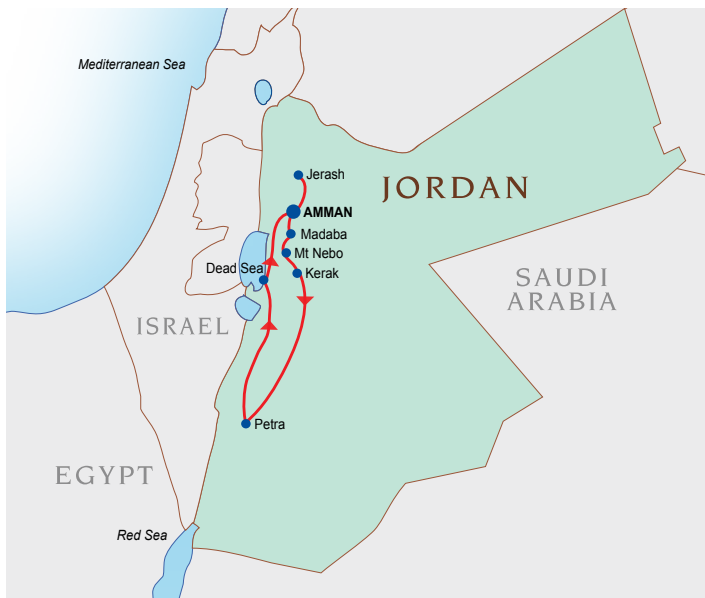 Mediterranean Sea
Jerash
JORDAN
AMMAN
Madaba
Mt Nebo
Dead Sea
Kerak
SAUDI
ARABIA
ISRAEL
Petra
EGYPT
Red Sea